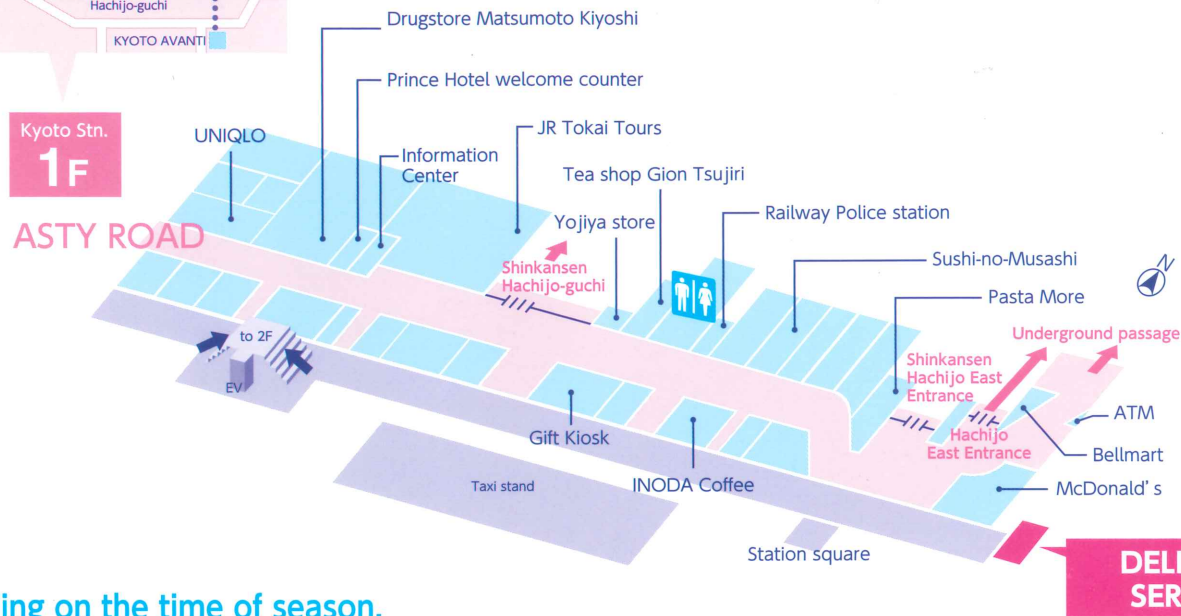 Hachijo-guchi
KYOTO AVANTI
Kyoto Stn.
1F
ASTY ROAD
Drugstore Matsumoto Kiyoshi
Prince Hotel welcome counter
UNIQLO
JR Tokai Tours
Information
Center
Tea shop Gion Tsujiri
Yojiya store
Railway Police station
Shinkansen
Hachijo-guchi
Sushi-no-Musashi
N
Pasta More
Underground passage
Shinkansen
Hachijo East
Entrance
to 2F
EV
ATM
Hachijo
East Entrance
Gift Kiosk
Bellmart
INODA Coffee
Taxi stand
McDonald's
Station square
DELI
SER
ing on the time of season.